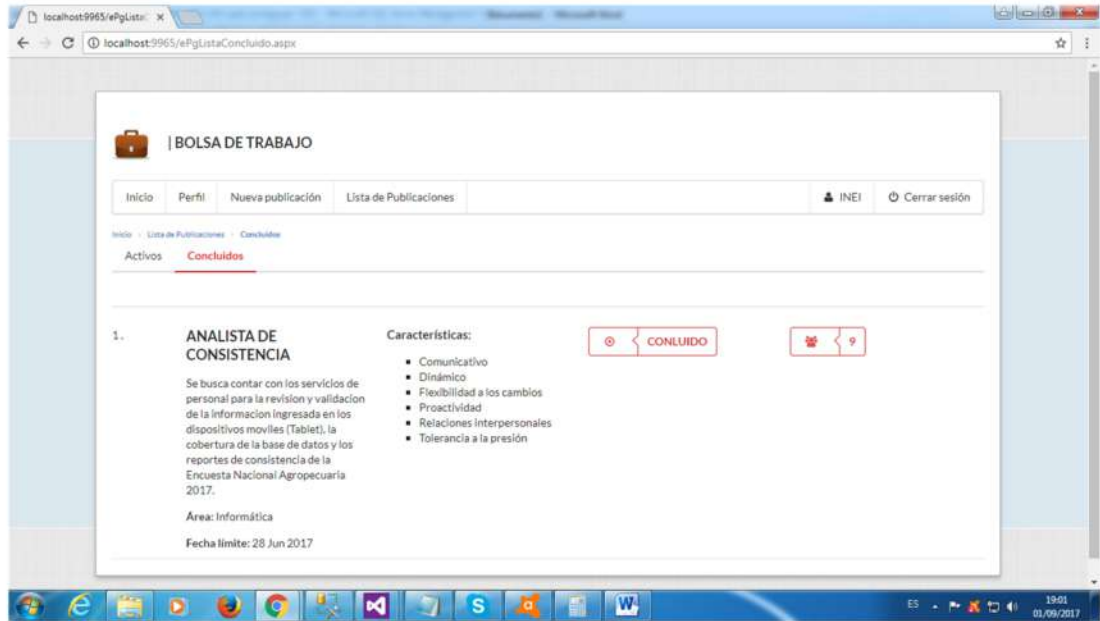 localhost:9965/ePgLista
localhost:9965/ePgListaConcluido.aspx
| BOLSA DE TRABAJO
Inicio Perfil Nueva publicación Lista de Publicaciones INEI Cerrar sesión
Inicio Lista de Publicaciones Concluidos
Activos Concluidos
1. ANALISTA DE
CONSISTENCIA
Se busca contar con los servicios de
personal para la revision y validacion
de la informacion ingresada en los
dispositivos moviles (Tablet), la
cobertura de la base de datos y los
reportes de consistencia de la
Encuesta Nacional Agropecuaria
2017.
Área: Informática
Fecha límite: 28 Jun 2017
Características:
Comunicativo
Dinámico
Flexibilidad a los cambios
Proactividad
Relaciones interpersonales
Tolerancia a la presión
CONLUIDO
9
ES 19:01
01/09/2017